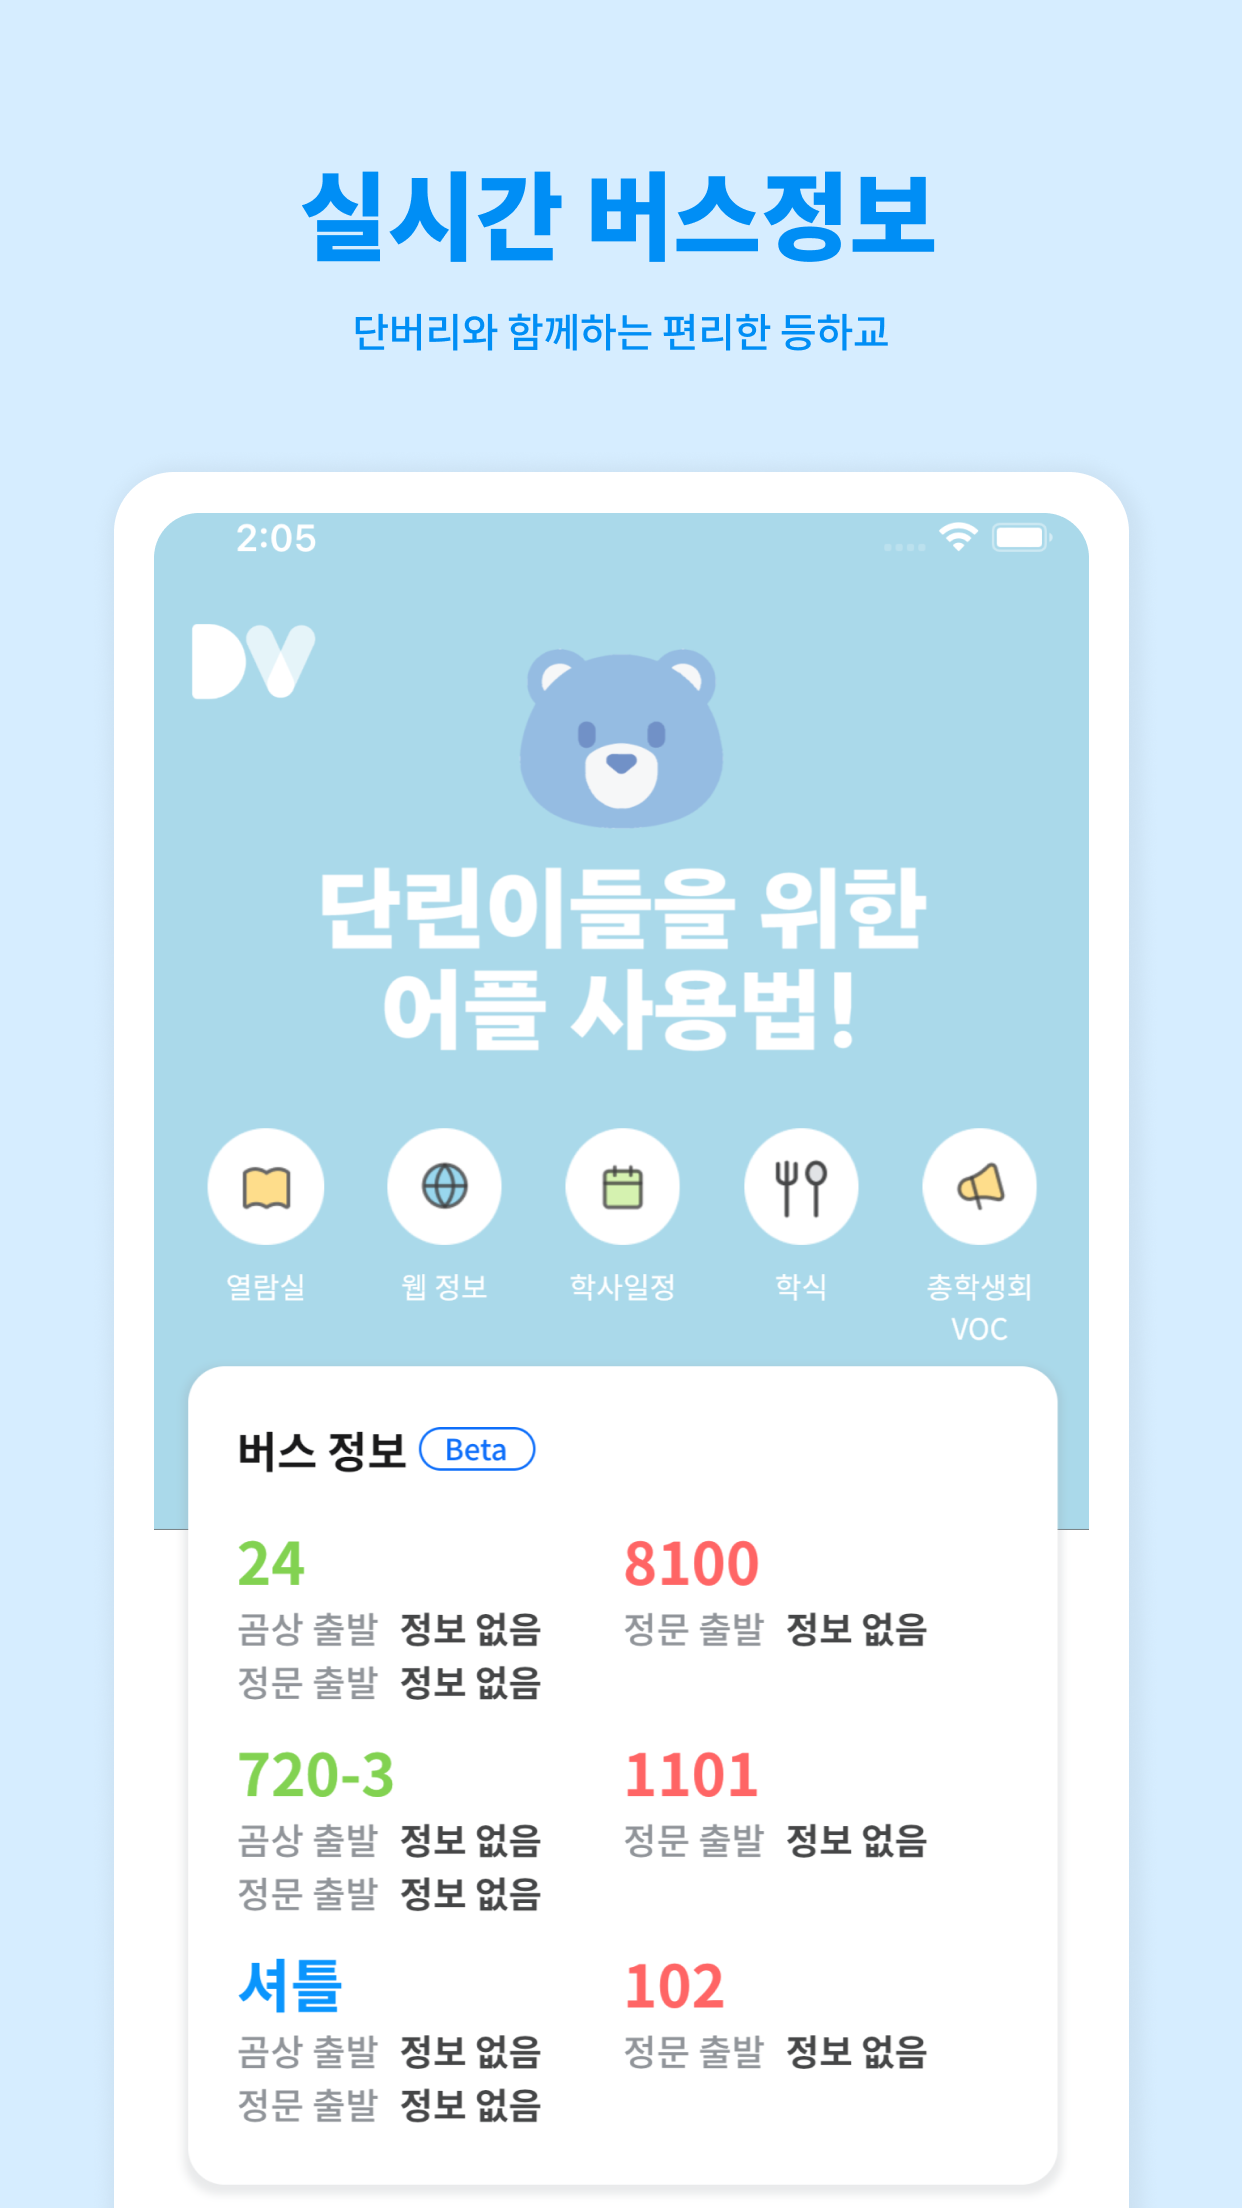 실시간 버스정보
단버리와 함께하는 편리한 등하교
2:05
DV
단린이들을 위한
어플 사용법!
열람실
웹 정보
학사일정
학식
총학생회
VOC
버스 정보 Beta
24
곰상 출발 정보 없음
정문 출발 정보 없음
8100
정문 출발 정보 없음
720-3
곰상 출발 정보 없음
정문 출발 정보 없음
1101
정문 출발 정보 없음
셔틀
곰상 출발 정보 없음
정문 출발 정보 없음
102
정문 출발 정보 없음